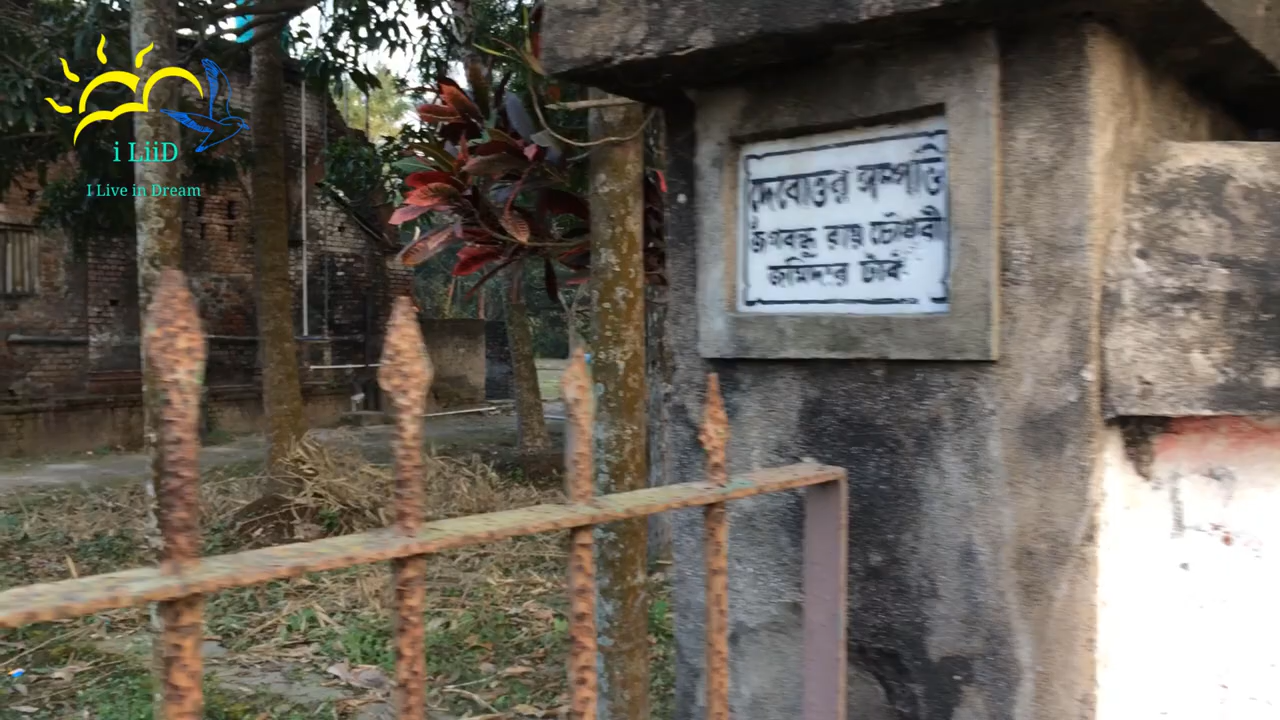 i LiiD
I Live in Dream
দেবোত্তর সম্পত্তি
জগবন্ধু রায় চৌধুরী
জমিদার